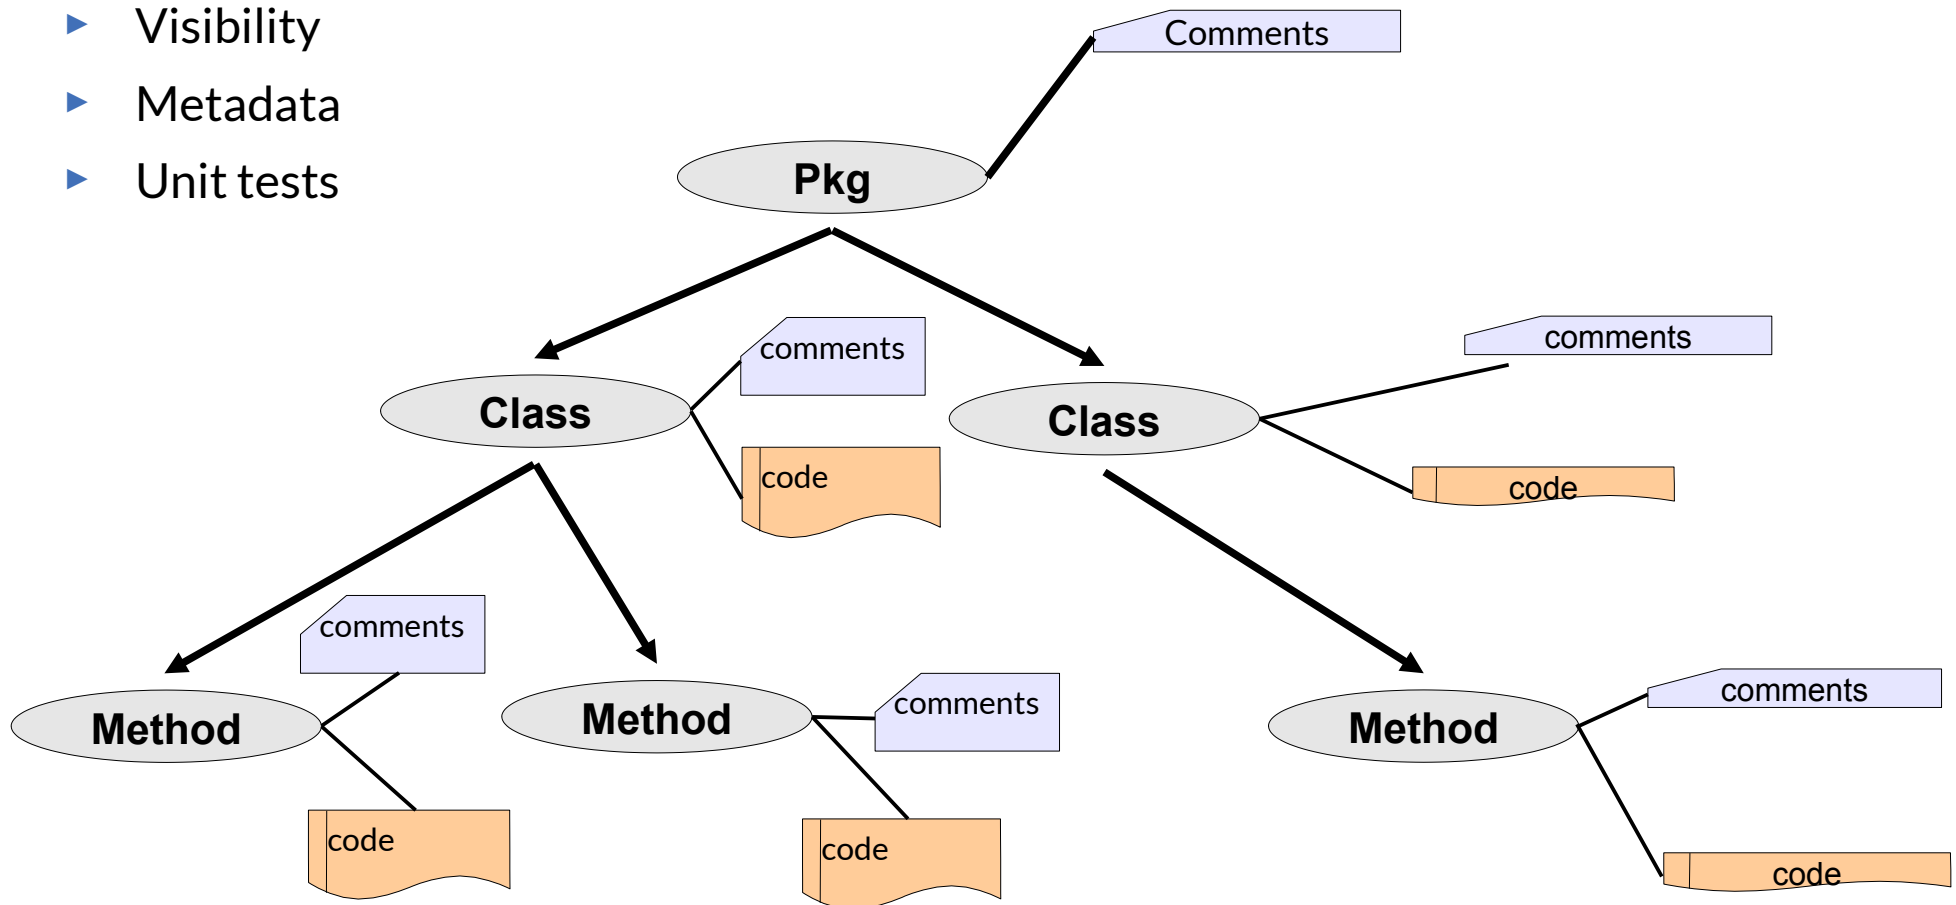 Visibility
Metadata
Unit tests
Comments
Pkg
comments
comments
Class
Class
code
code
comments
comments
comments
Method
Method
Method
code
code
code